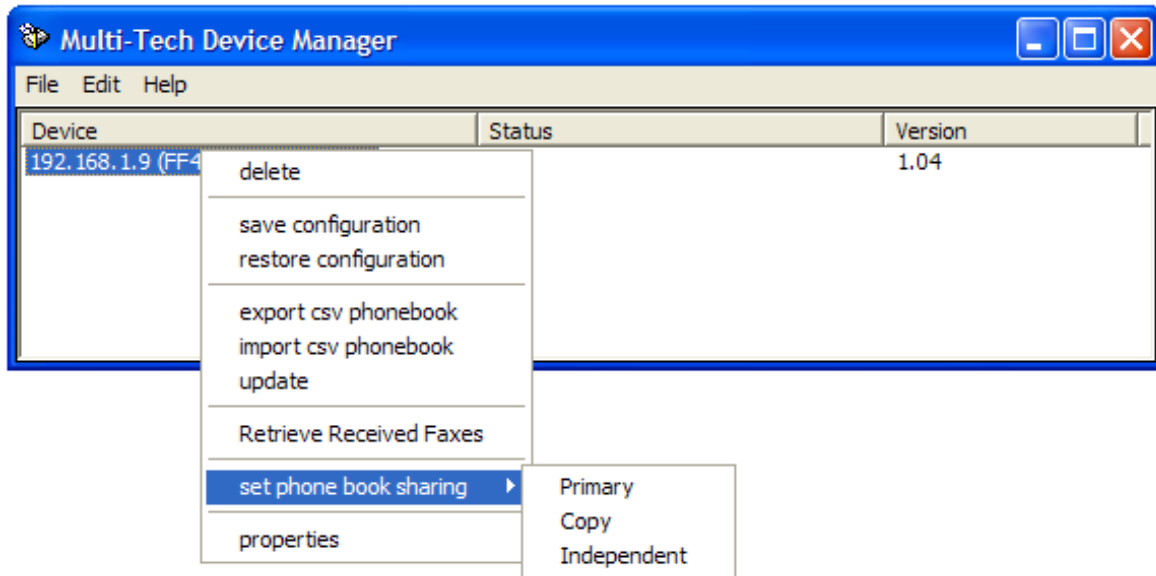 Multi-Tech Device Manager
File Edit Help
Device Status Version
192.168.1.9 (FF4 1.04
delete
save configuration
restore configuration
export csv phonebook
import csv phonebook
update
Retrieve Received Faxes
set phone book sharing Primary
Copy
properties
Independent